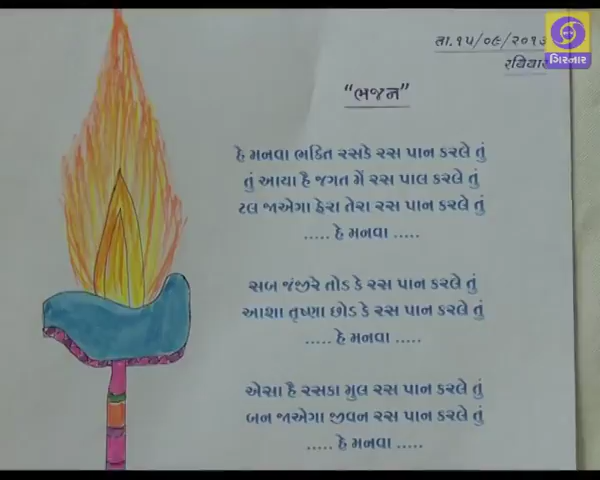 તા.૧૫/૦૯/૨૦૧૩
રવિવાર
ગિરનાર
"ભજન"
હે મનવા ભક્તિ રસકે રસ પાન કરલે તું
તું આયા હૈ જગત મેં રસ પાલ કરલે તું
ટલ જાએગા ફેરા તેરા રસ પાન કરલે તું
..... હે મનવા .....
સબ જંજીરે તોડ કે રસ પાન કરલે તું
આશા તૃષ્ણા છોડ કે રસ પાન કરલે તું
..... હે મનવા .....
એસા હૈ રસકા મુલ રસ પાન કરલે તું
બન જાએગા જીવન રસ પાન કરલે તું
..... હે મનવા .....